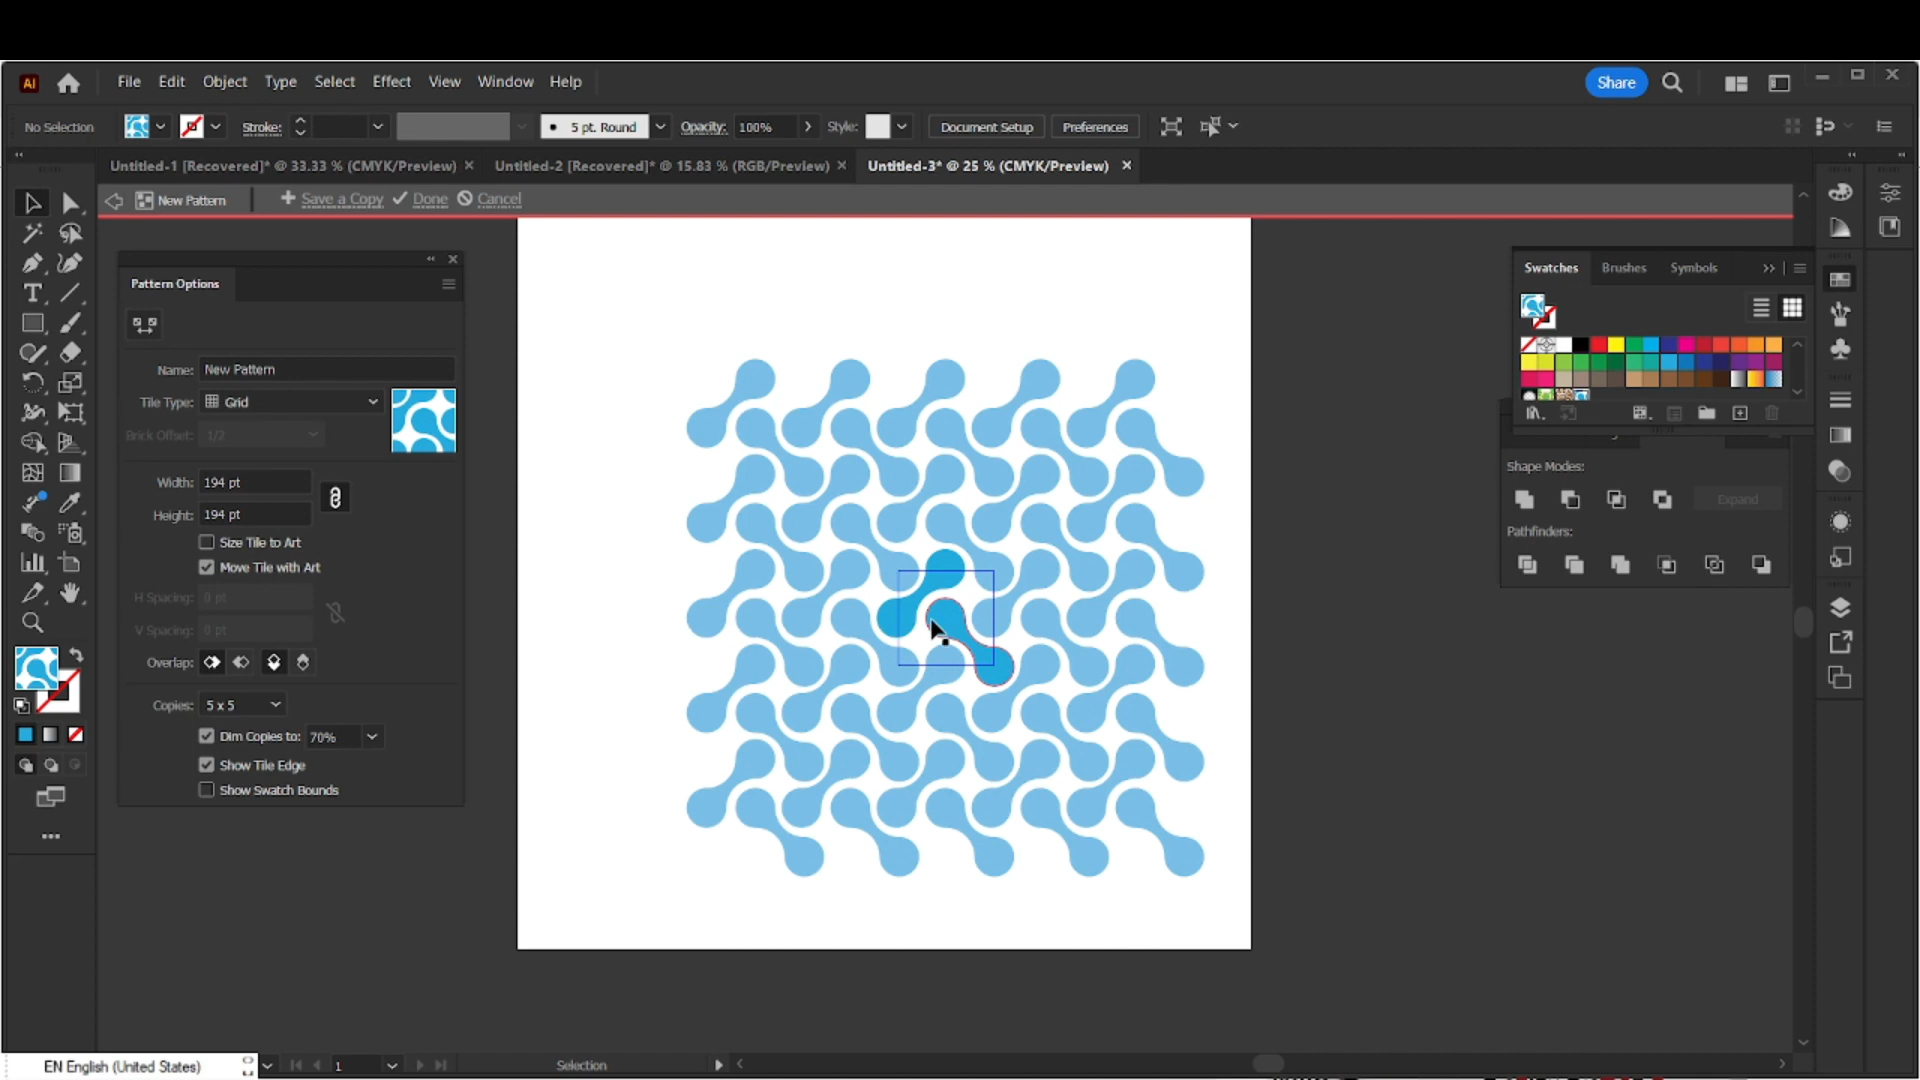 Ai File Edit Object Type Select Effect View Window Help Share
No Selection Stroke: 5 pt. Round Opacity: 100% Style: Document Setup Preferences
Untitled-1 [Recovered]* @ 33.33 % (CMYK/Preview) Untitled-2 [Recovered]* @ 15.83 % (RGB/Preview) Untitled-3* @ 25 % (CMYK/Preview)
New Pattern Save a Copy Done Cancel
Pattern Options
Name: New Pattern
Tile Type: Grid
Brick Offset: 1/2
Width: 194 pt
Height: 194 pt
Size Tile to Art
Move Tile with Art
H Spacing: 0 pt
V Spacing: 0 pt
Overlap:
Copies: 5 x 5
Dim Copies to: 70%
Show Tile Edge
Show Swatch Bounds
Swatches Brushes Symbols
Shape Modes:
Expand
Pathfinders:
EN English (United States) 1 Selection